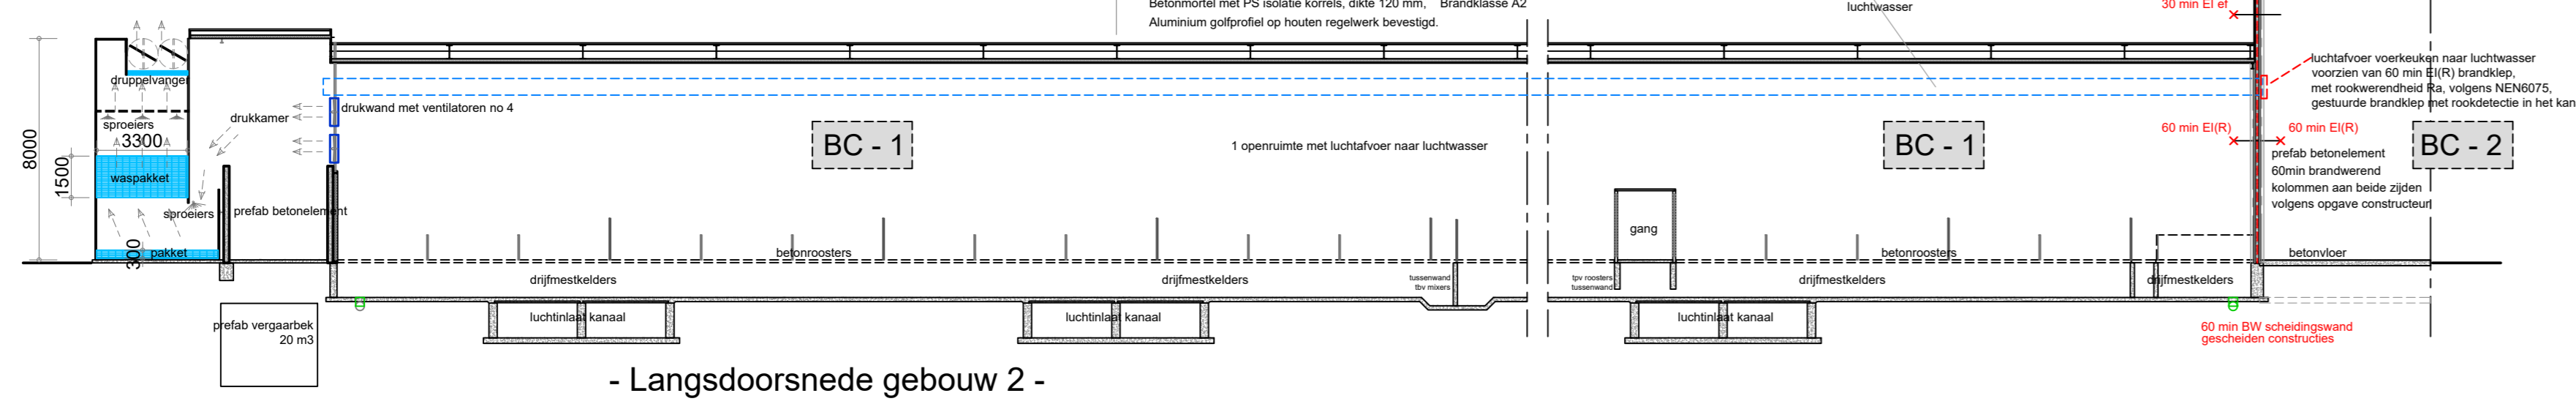 Betonmortel met PS isolatie korrels, dikte 120 mm, Brandklasse A2
Aluminium golfprofiel op houten regelwerk bevestigd.
luchtwasser
30 min EI ef
luchtafvoer voerkeuken naar luchtwasser
voorzien van 60 min EI(R) brandklep,
met rookwerendheid Ra, volgens NEN6075,
gestuurde brandklep met rookdetectie in het kan
druppelvanger
sproeiers
3300
8000
1500
waspakket
300
pakket
sproeiers
drukkamer
prefab betonelement
drukwand met ventilatoren no 4
BC - 1
1 openruimte met luchtafvoer naar luchtwasser
BC - 1
60 min EI(R)
60 min EI(R)
BC - 2
prefab betonelement
60min brandwerend
kolommen aan beide zijden
volgens opgave constructeur
gang
betonroosters
betonroosters
betonvloer
drijfmestkelders
drijfmestkelders
tussenwand
tbv mixers
tpv roosters
tussenwand
drijfmestkelders
drijfmestkelders
luchtinlaat kanaal
luchtinlaat kanaal
luchtinlaat kanaal
prefab vergaarbek
20 m3
60 min BW scheidingswand
gescheiden constructies
- Langsdoorsnede gebouw 2 -